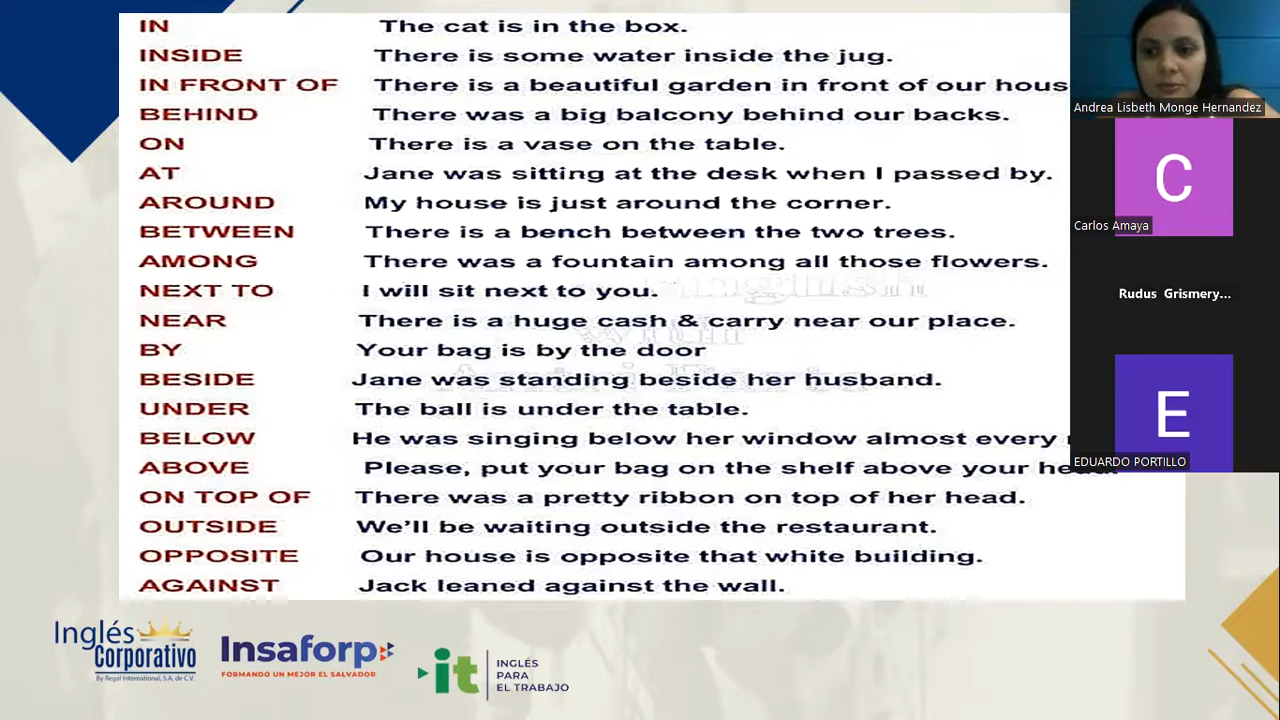 IN The cat is in the box.
INSIDE There is some water inside the jug.
IN FRONT OF There is a beautiful garden in front of our hous
BEHIND There was a big balcony behind our backs.
ON There is a vase on the table.
AT Jane was sitting at the desk when I passed by.
AROUND My house is just around the corner.
BETWEEN There is a bench between the two trees.
AMONG There was a fountain among all those flowers.
NEXT TO I will sit next to you.
NEAR There is a huge cash & carry near our place.
BY Your bag is by the door
BESIDE Jane was standing beside her husband.
UNDER The ball is under the table.
BELOW He was singing below her window almost every
ABOVE Please, put your bag on the shelf above your
ON TOP OF There was a pretty ribbon on top of her head.
OUTSIDE We'll be waiting outside the restaurant.
OPPOSITE Our house is opposite that white building.
AGAINST Jack leaned against the wall.
Andrea Lisbeth Monge Hernandez
C
Carlos Amaya
Rudus Grismery...
E
EDUARDO PORTILLO
Inglés
Corporativo
By Regal International, S.A. de C.V.
Insaforp
FORMANDO UN MEJOR EL SALVADOR
it
INGLÉS
PARA
EL TRABAJO